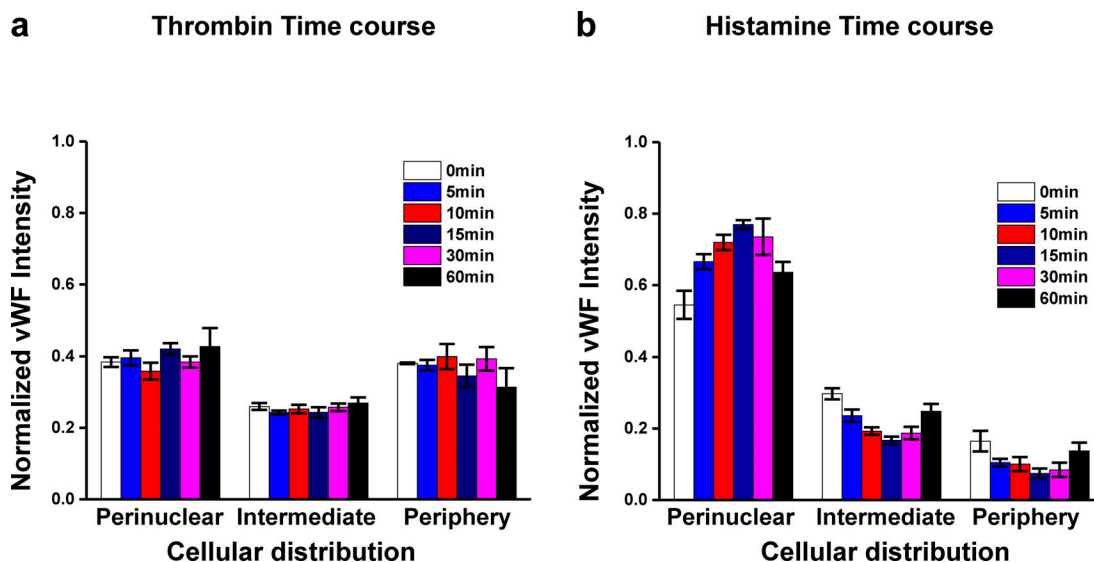 a Thrombin Time course
Normalized vWF Intensity
1.0
0.8
0.6
0.4
0.2
0.0
0min
5min
10min
15min
30min
60min
Perinuclear Intermediate Periphery
Cellular distribution
b Histamine Time course
Normalized vWF Intensity
1.0
0.8
0.6
0.4
0.2
0.0
0min
5min
10min
15min
30min
60min
Perinuclear Intermediate Periphery
Cellular distribution